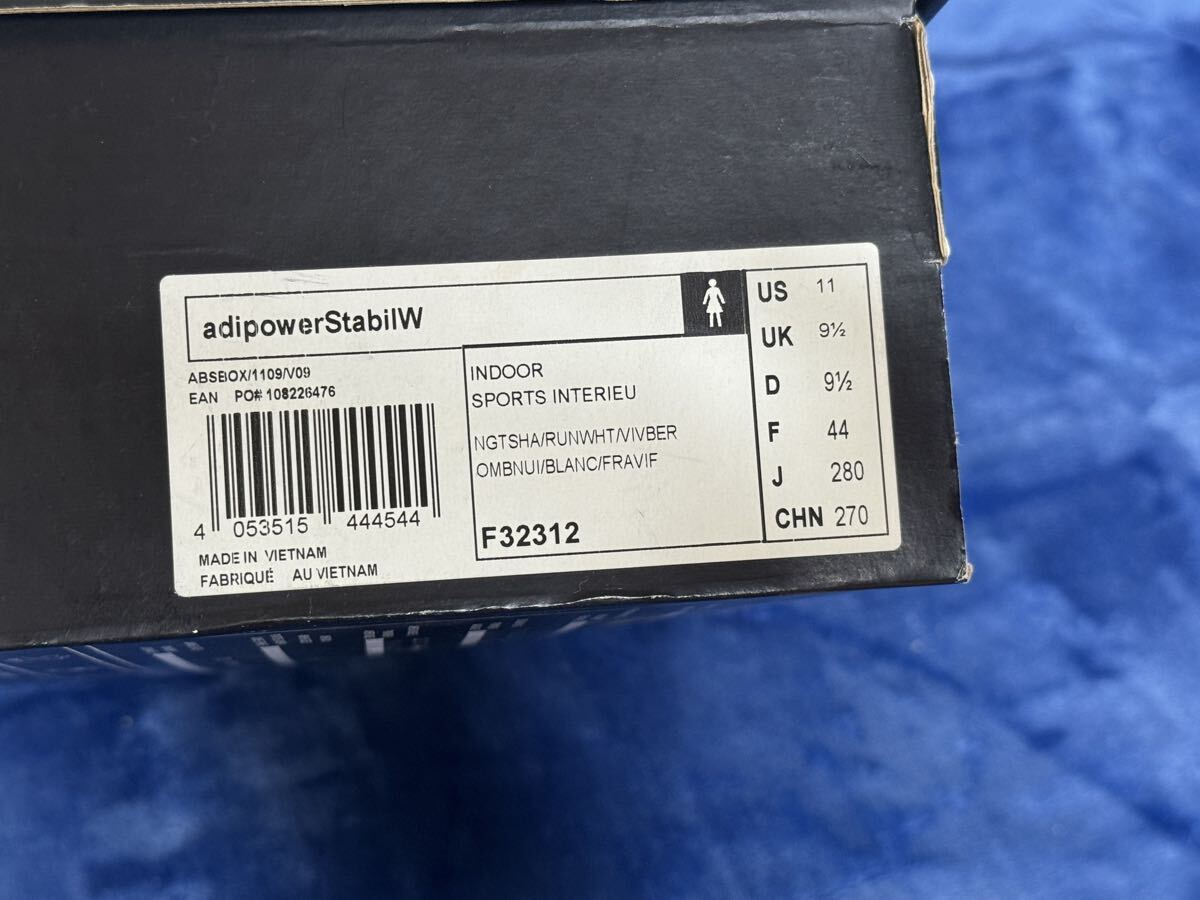 adipowerStabilW
ABSBOX/1109/V09
EAN PO# 108226476
4 053515 444544
MADE IN VIETNAM
FABRIQUÉ AU VIETNAM
INDOOR
SPORTS INTERIEU
NGTSHA/RUNWHT/VIVBER
OMBNUI/BLANC/FRAVIF
F32312
US 11
UK 9½
D 9½
F 44
J 280
CHN 270